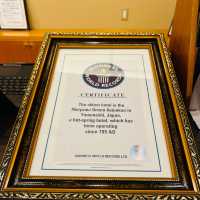 GUINNESS
WORLD RECORDS
CERTIFICATE
The oldest hotel is the
Nisiyama Onsen Keiunkan in
Yamanashi, Japan,
a hot-spring hotel, which has
been operating
since 705 AD
GUINNESS WORLD RECORDS LTD